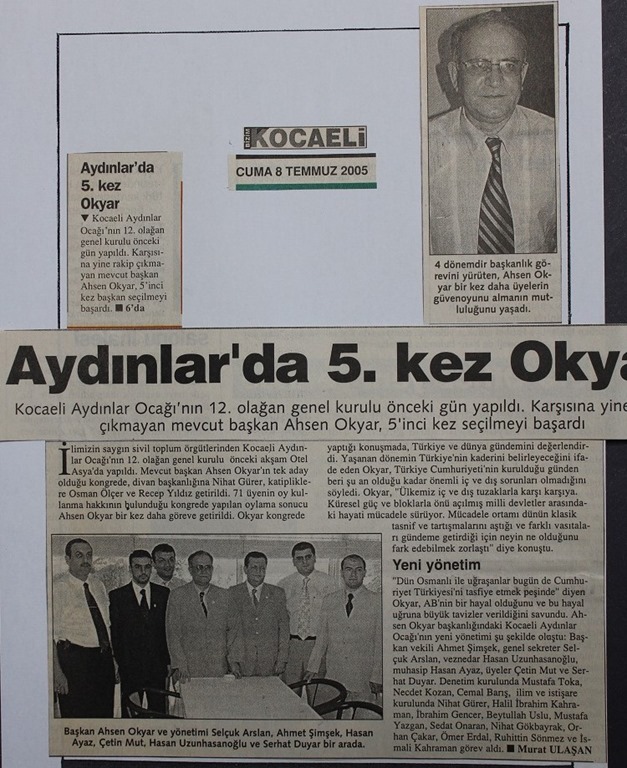 BİZİM KOCAELİ
CUMA 8 TEMMUZ 2005
Aydınlar'da
5. kez
Okyar
▼ Kocaeli Aydınlar
Ocağı'nın 12. olağan
genel kurulu önceki
gün yapıldı. Karşısı-
na yine rakip çıkma-
yan mevcut başkan
Ahsen Okyar, 5'inci
kez başkan seçilmeyi
başardı. ■ 6'da
4 dönemdir başkanlık gö-
revini yürüten, Ahsen Ok-
yar bir kez daha üyelerin
güvenoyunu almanın mut-
luluğunu yaşadı.
Aydınlar'da 5. kez Okya
Kocaeli Aydınlar Ocağı'nın 12. olağan genel kurulu önceki gün yapıldı. Karşısına yine
çıkmayan mevcut başkan Ahsen Okyar, 5'inci kez seçilmeyi başardı
İlimizin saygın sivil toplum örgütlerinden Kocaeli Aydın-
lar Ocağı'nın 12. olağan genel kurulu önceki akşam Otel
Asya'da yapıldı. Mevcut başkan Ahsen Okyar'ın tek aday
olduğu kongrede, divan başkanlığına Nihat Gürer, katiplikle-
re Osman Ölçer ve Recep Yıldız getirildi. 71 üyenin oy kul-
lanma hakkının bulunduğu kongrede yapılan oylama sonucu
Ahsen Okyar bir kez daha göreve getirildi. Okyar kongrede
yaptığı konuşmada, Türkiye ve dünya gündemini değerlendir-
di. Yaşanan dönemin Türkiye'nin kaderini belirleyeceğini ifa-
de eden Okyar, Türkiye Cumhuriyeti'nin kurulduğu günden
beri şu an olduğu kadar önemli iç ve dış sorunları olmadığını
söyledi. Okyar, "Ülkemiz iç ve dış tuzaklarla karşı karşıya.
Küresel güç ve bloklarla önü açılmış milli devletler arasında-
ki hayati mücadele sürüyor. Mücadele ortamı dünün klasik
tasnif ve tartışmalarını aştığı ve farklı vasıtala-
rı gündeme getirdiği için neyin ne olduğunu
fark edebilmek zorlaştı" diye konuştu.
Yeni yönetim
"Dün Osmanlı ile uğraşanlar bugün de Cumhu-
riyet Türkiyesi'ni tasfiye etmek peşinde" diyen
Okyar, AB'nin bir hayal olduğunu ve bu hayal
uğruna büyük tavizler verildiğini savundu. Ah-
sen Okyar başkanlığındaki Kocaeli Aydınlar
Ocağı'nın yeni yönetimi şu şekilde oluştu: Baş-
kan vekili Ahmet Şimşek, genel sekreter Sel-
çuk Arslan, veznedar Hasan Uzunhasanoğlu,
muhasip Hasan Ayaz, üyeler Çetin Mut ve Ser-
hat Duyar. Denetim kurulunda Mustafa Toka,
Necdet Kozan, Cemal Barış, ilim ve istişare
kurulunda Nihat Gürer, Halil İbrahim Kahra-
man, İbrahim Gencer, Beytullah Uslu, Mustafa
Yazgan, Sedat Onaran, Nihat Gökbayrak, Or-
han Çakar, Ömer Erdal, Ruhittin Sönmez ve İs-
mali Kahraman görev aldı. ■ Murat ULAŞAN
Başkan Ahsen Okyar ve yönetimi Selçuk Arslan, Ahmet Şimşek, Hasan
Ayaz, Çetin Mut, Hasan Uzunhasanoğlu ve Serhat Duyar bir arada.